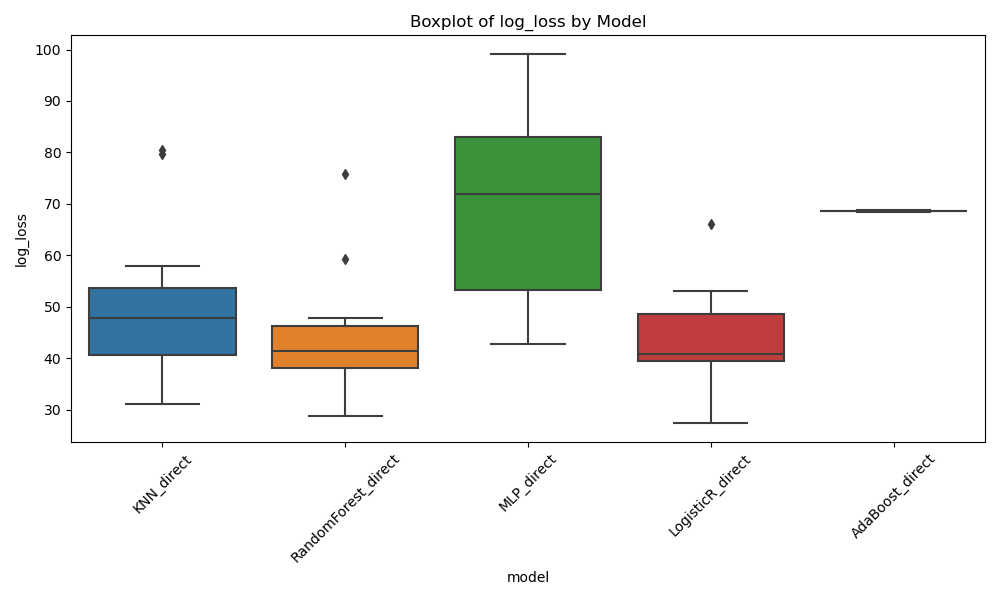 Boxplot of log_loss by Model
100
90
80
70
60
50
40
30
log_loss
KNN_direct
RandomForest_direct
MLP_direct
LogisticR_direct
AdaBoost_direct
model